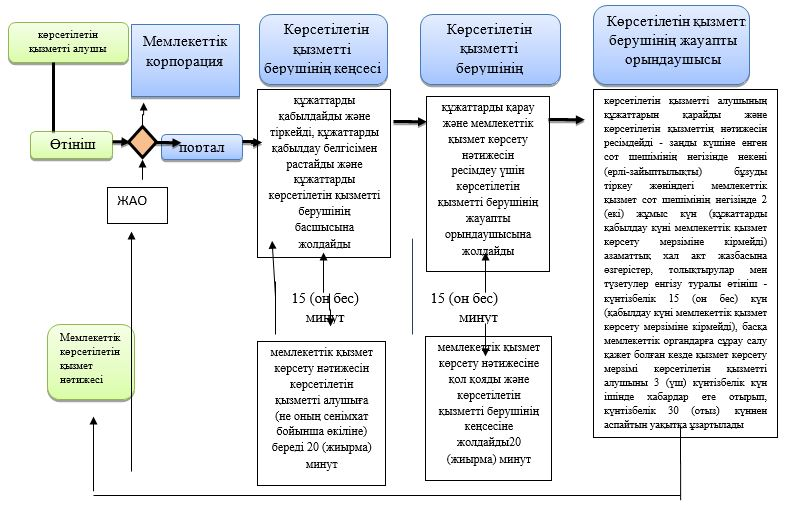 көрсетілетін
қызметті алушы
Мемлекеттік
корпорация
Көрсетілетін
қызметті
берушінің кеңсесі
Көрсетілетін
қызметті
берушінің
Көрсетілетін қызметт
берушінің жауапты
орындаушысы
Өтініш
портал
ЖАО
құжаттарды
қабылдайды және
тіркейді, құжаттарды
қабылдау белгісімен
растайды және
құжаттарды
көрсетілетін қызметті
берушінің
басшысына
жолдайды
құжаттарды қарау
және мемлекеттік
қызмет көрсету
нәтижесін
ресімдеу үшін
көрсетілетін
қызметті берушінің
жауапты
орындаушысына
жолдайды
көрсетілетін қызметті алушының
құжаттарын қарайды және
көрсетілетін қызметтің нәтижесін
ресімдейді - заңды күшіне енген
сот шешімінің негізінде некені
(ерлі-зайыптылықты) бұзуды
тіркеу жөніндегі мемлекеттік
қызмет сот шешімінің негізінде 2
(екі) жұмыс күн (құжаттарды
қабылдау күні мемлекеттік қызмет
көрсету мерзіміне кірмейді)
азаматтық хал акт жазбасына
өзгерістер, толықтырулар мен
түзетулер енгізу туралы өтініш -
күнтізбелік 15 (он бес) күн
(қабылдау күні мемлекеттік қызмет
көрсету мерзіміне кірмейді), басқа
мемлекеттік органдарға сұрау салу
қажет болған кезде қызмет көрсету
мерзімі көрсетілетін қызметті
алушыны 3 (үш) күнтізбелік күн
ішінде хабардар ете отырып,
күнтізбелік 30 (отыз) күннен
аспайтын уақытқа ұзартылады
15 (он бес)
минут
15 (он бес)
минут
Мемлекеттік
көрсетілетін
қызмет
нәтижесі
мемлекеттік қызмет
көрсету нәтижесін
көрсетілетін
қызметті алушыға
(не оның сенімхат
бойынша өкіліне)
береді 20 (жиырма)
минут
мемлекеттік қызмет
көрсету нәтижесіне
қол қояды және
көрсетілетін
қызметті берушінің
кеңсесіне
жолдайды20
(жиырма) минут